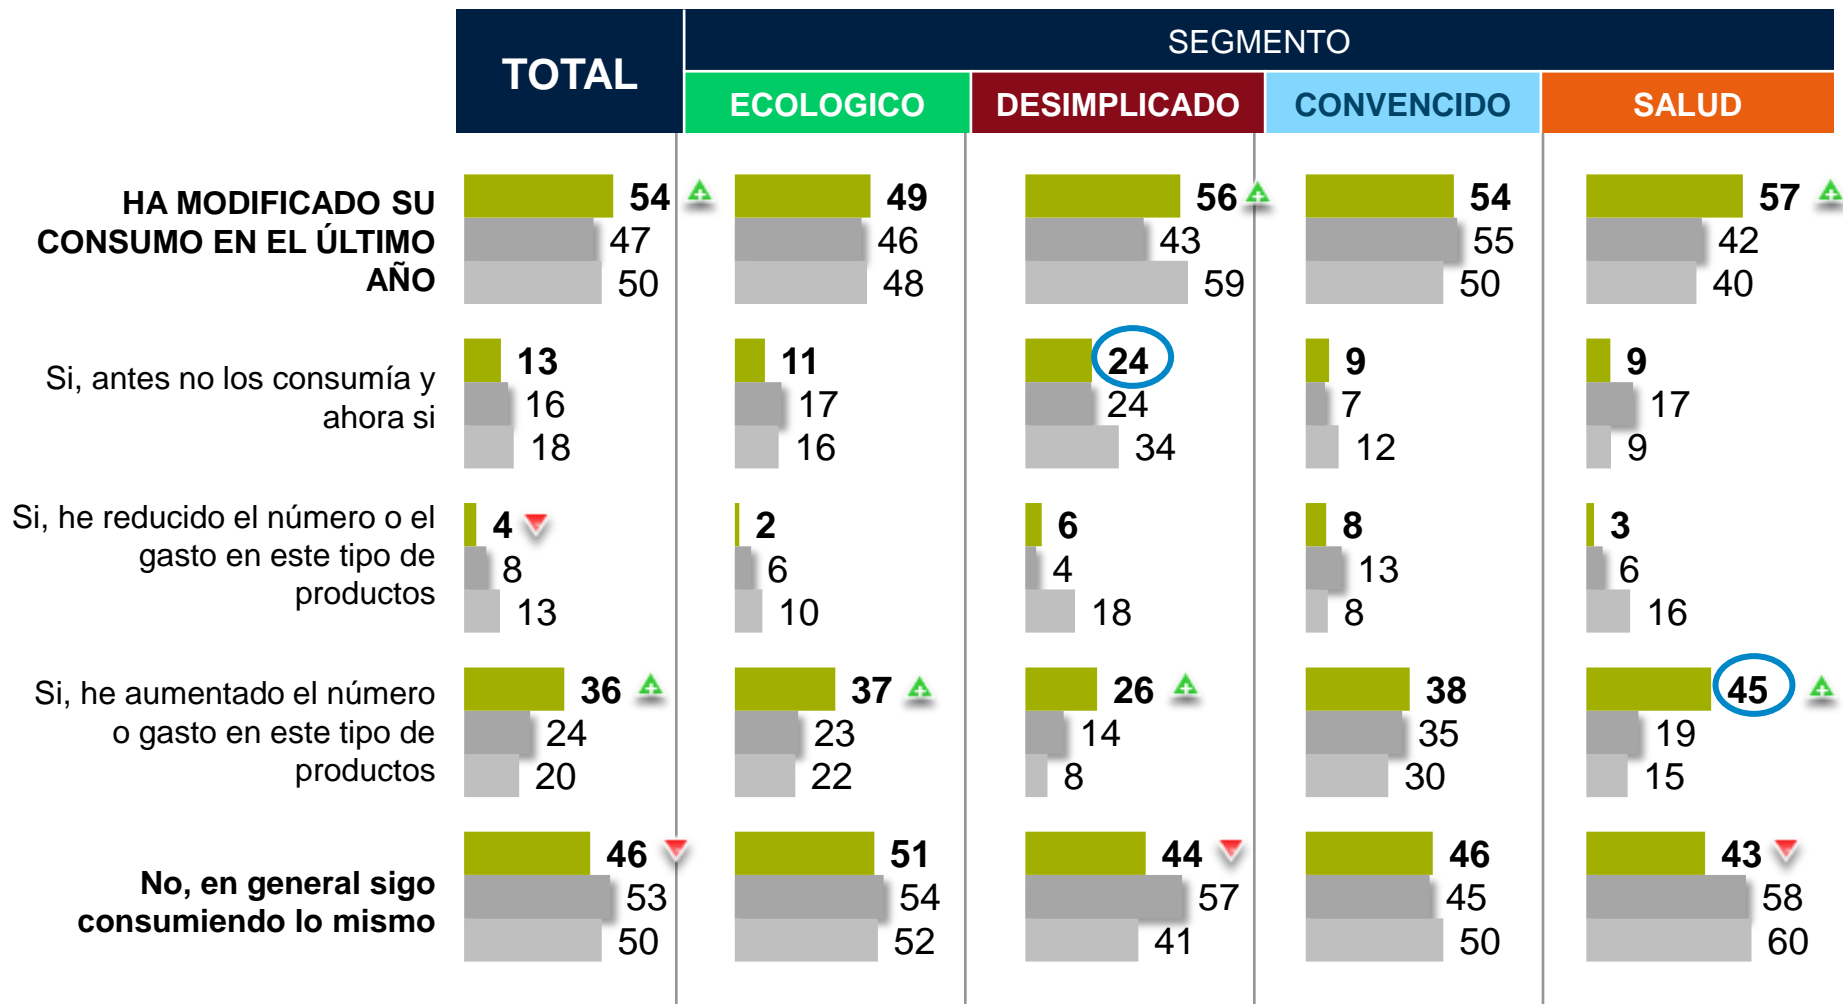 SEGMENTO
TOTAL
ECOLOGICO DESIMPLICADO CONVENCIDO SALUD
HA MODIFICADO SU
CONSUMO EN EL ÚLTIMO
AÑO
54 49 56 54 57
47 46 43 55 42
50 48 59 50 40
Si, antes no los consumía y
ahora si
13 11 24 9 9
16 17 24 7 17
18 16 34 12 9
Si, he reducido el número o el
gasto en este tipo de
productos
4 2 6 8 3
8 6 4 13 6
13 10 18 8 16
Si, he aumentado el número
o gasto en este tipo de
productos
36 37 26 38 45
24 23 14 35 19
20 22 8 30 15
No, en general sigo
consumiendo lo mismo
46 51 44 46 43
53 54 57 45 58
50 52 41 50 60